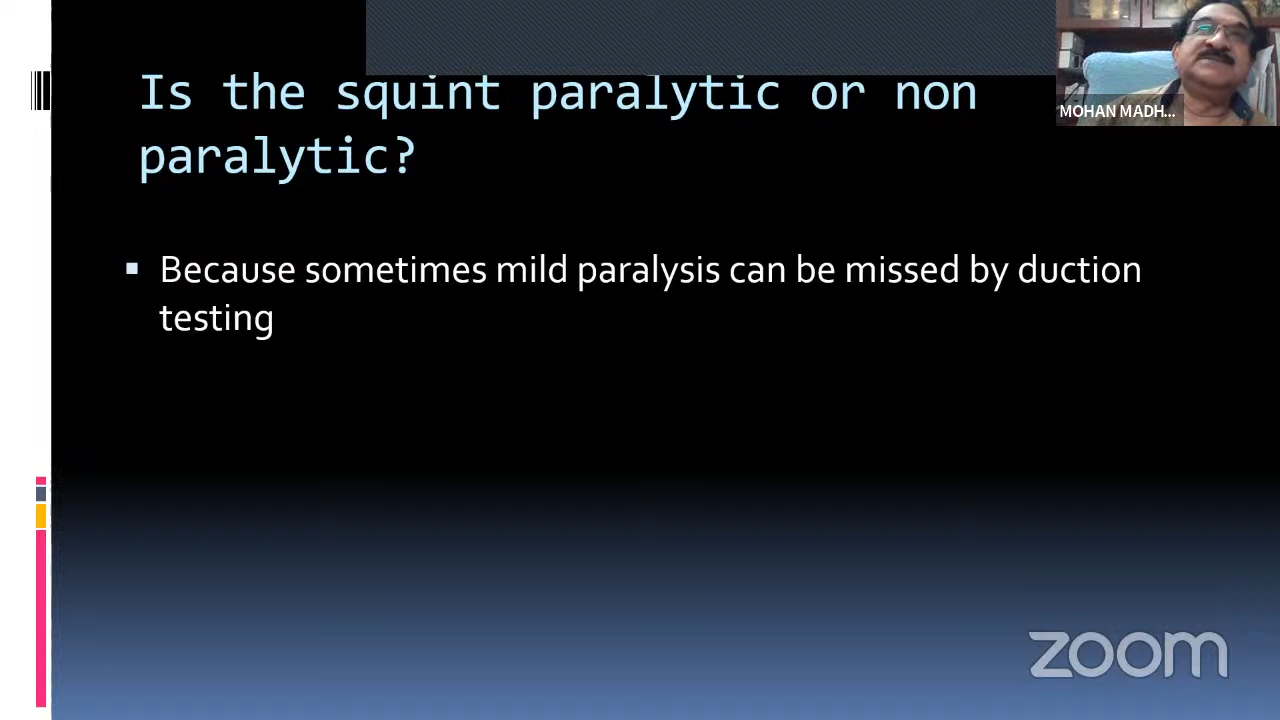 Is the squint paralytic or non
paralytic?
MOHAN MADH...
▪ Because sometimes mild paralysis can be missed by duction
testing
zoom